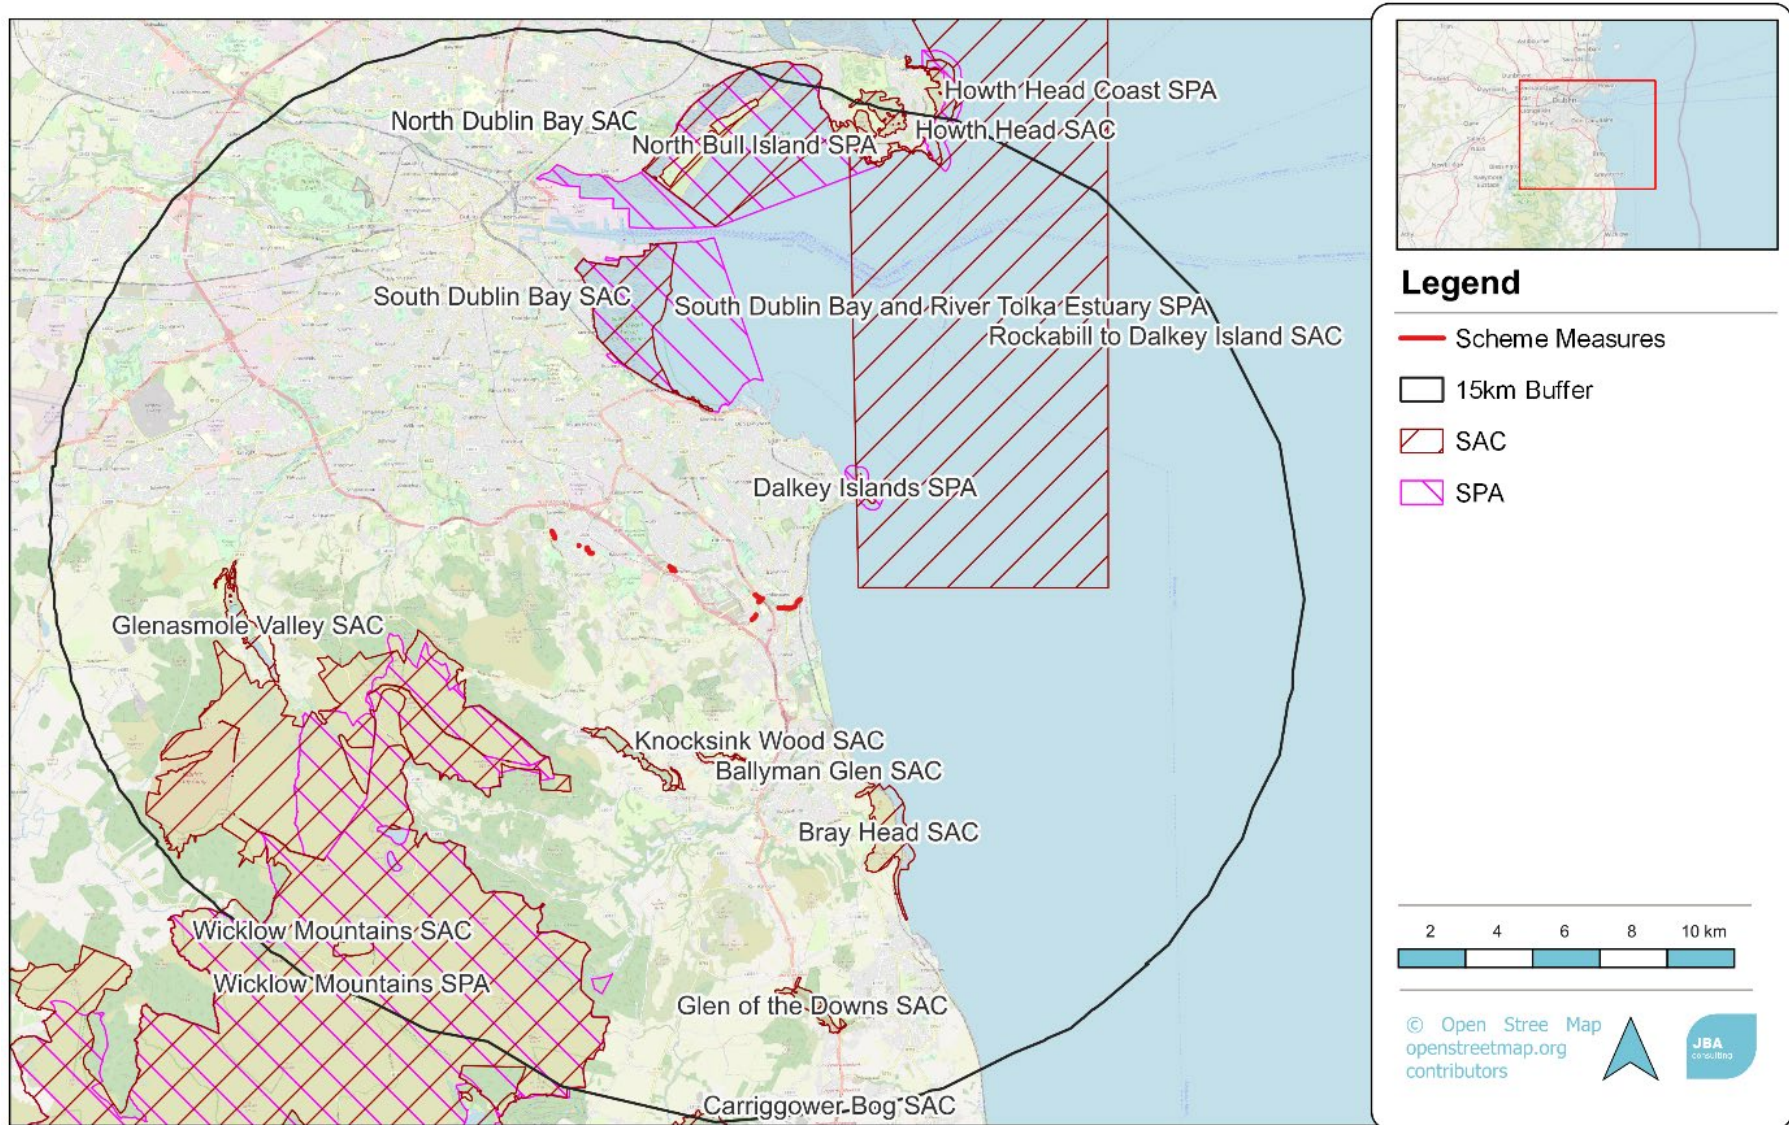 Howth Head Coast SPA
North Dublin Bay SAC
Howth Head SAC
North Bull Island SPA
South Dublin Bay SAC
South Dublin Bay and River Tolka Estuary SPA
Rockabill to Dalkey Island SAC
Dalkey Islands SPA
Glenasmole Valley SAC
Knocksink Wood SAC
Ballyman Glen SAC
Bray Head SAC
Wicklow Mountains SAC
Wicklow Mountains SPA
Glen of the Downs SAC
Carriggower Bog SAC
Legend
Scheme Measures
15km Buffer
SAC
SPA
2 4 6 8 10 km
© Open Stree Map
openstreetmap.org
contributors
JBA
consulting